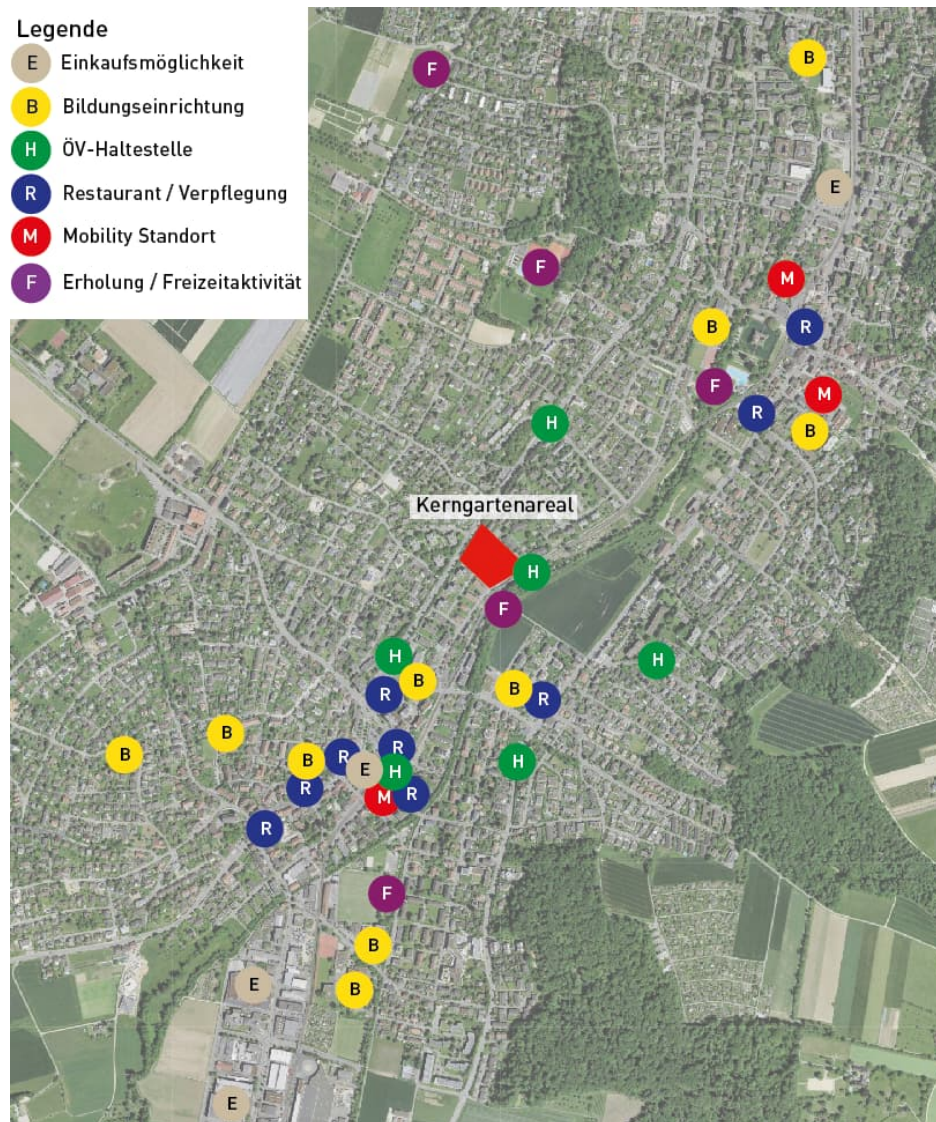 Legende
E Einkaufsmöglichkeit
B Bildungseinrichtung
H ÖV-Haltestelle
R Restaurant / Verpflegung
M Mobility Standort
F Erholung / Freizeitaktivität
F
B
E
F
M
B
R
F
M
R
B
H
Kerngartenareal
H
F
H
H
B
R
B
R
B
B
R
R
B
H
E
H
R
M
R
R
F
B
E
B
E